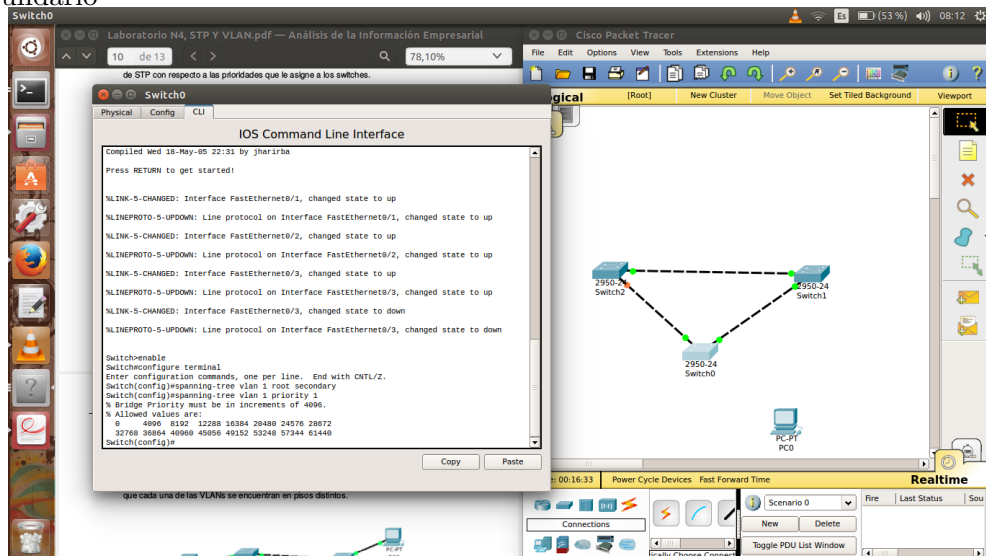 undario
Switch0
Es
(53 %)
08:12
Laboratorio N4, STP Y VLAN.pdf — Análisis de la Información Empresarial
10 de 13
78,10%
de STP con respecto a las prioridades que le asigne a los switches.
Switch0
Physical Config CLI
IOS Command Line Interface
Compiled Wed 18-May-05 22:31 by jharirba
Press RETURN to get started!
%LINK-5-CHANGED: Interface FastEthernet0/1, changed state to up
%LINEPROTO-5-UPDOWN: Line protocol on Interface FastEthernet0/1, changed state to up
%LINK-5-CHANGED: Interface FastEthernet0/2, changed state to up
%LINEPROTO-5-UPDOWN: Line protocol on Interface FastEthernet0/2, changed state to up
%LINK-5-CHANGED: Interface FastEthernet0/3, changed state to up
%LINEPROTO-5-UPDOWN: Line protocol on Interface FastEthernet0/3, changed state to up
%LINK-5-CHANGED: Interface FastEthernet0/3, changed state to down
%LINEPROTO-5-UPDOWN: Line protocol on Interface FastEthernet0/3, changed state to down
Switch>enable
Switch#configure terminal
Enter configuration commands, one per line.  End with CNTL/Z.
Switch(config)#spanning-tree vlan 1 root secondary
Switch(config)#spanning-tree vlan 1 priority 1
% Bridge Priority must be in increments of 4096.
% Allowed values are:
0 4096 8192 12288 16384 20480 24576 28672
32768 36864 40960 45056 49152 53248 57344 61440
Switch(config)#
Copy Paste
que cada una de las VLANs se encuentran en pisos distintos.
PC-PT
Cisco Packet Tracer
File Edit Options View Tools Extensions Help
gical [Root] New Cluster Move Object Set Tiled Background Viewport
2950-24
Switch2
2950-24
Switch1
2950-24
Switch0
PC-PT
PC0
e: 00:16:33 Power Cycle Devices Fast Forward Time Realtime
Connections
Scenario 0
New Delete
Toggle PDU List Window
Fire Last Status Sou
ically Choose Connect